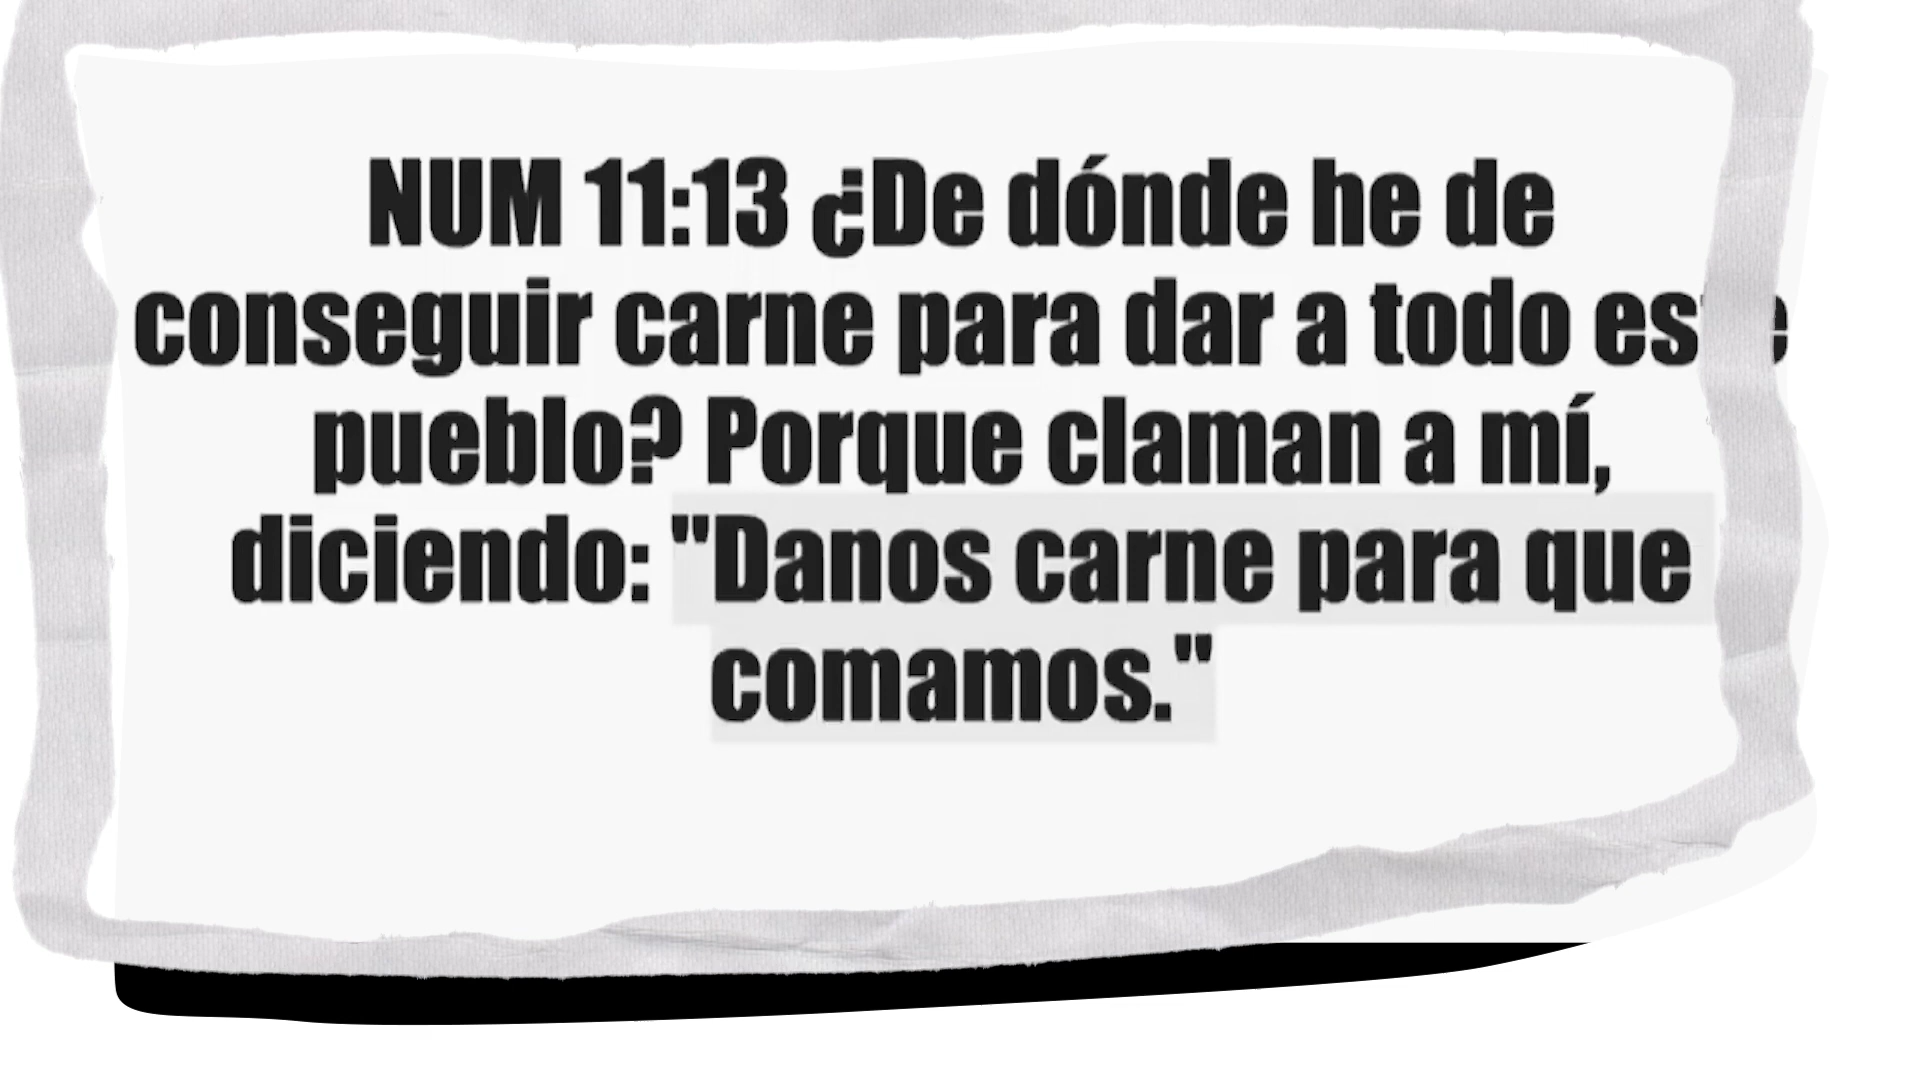 NUM 11:13 ¿De dónde he de
conseguir carne para dar a todo este
pueblo? Porque claman a mí,
diciendo: "Danos carne para que
comamos."